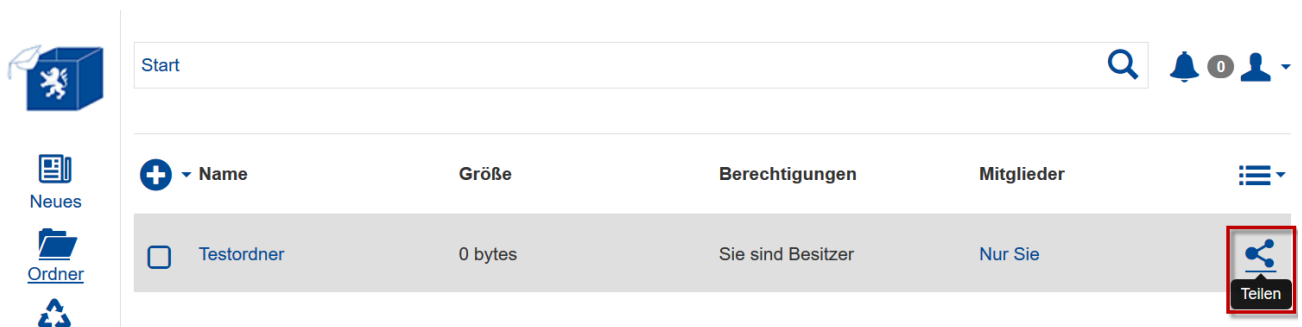 Start
0
Name Größe Berechtigungen Mitglieder
Neues
Testordner 0 bytes Sie sind Besitzer Nur Sie
Ordner
Teilen